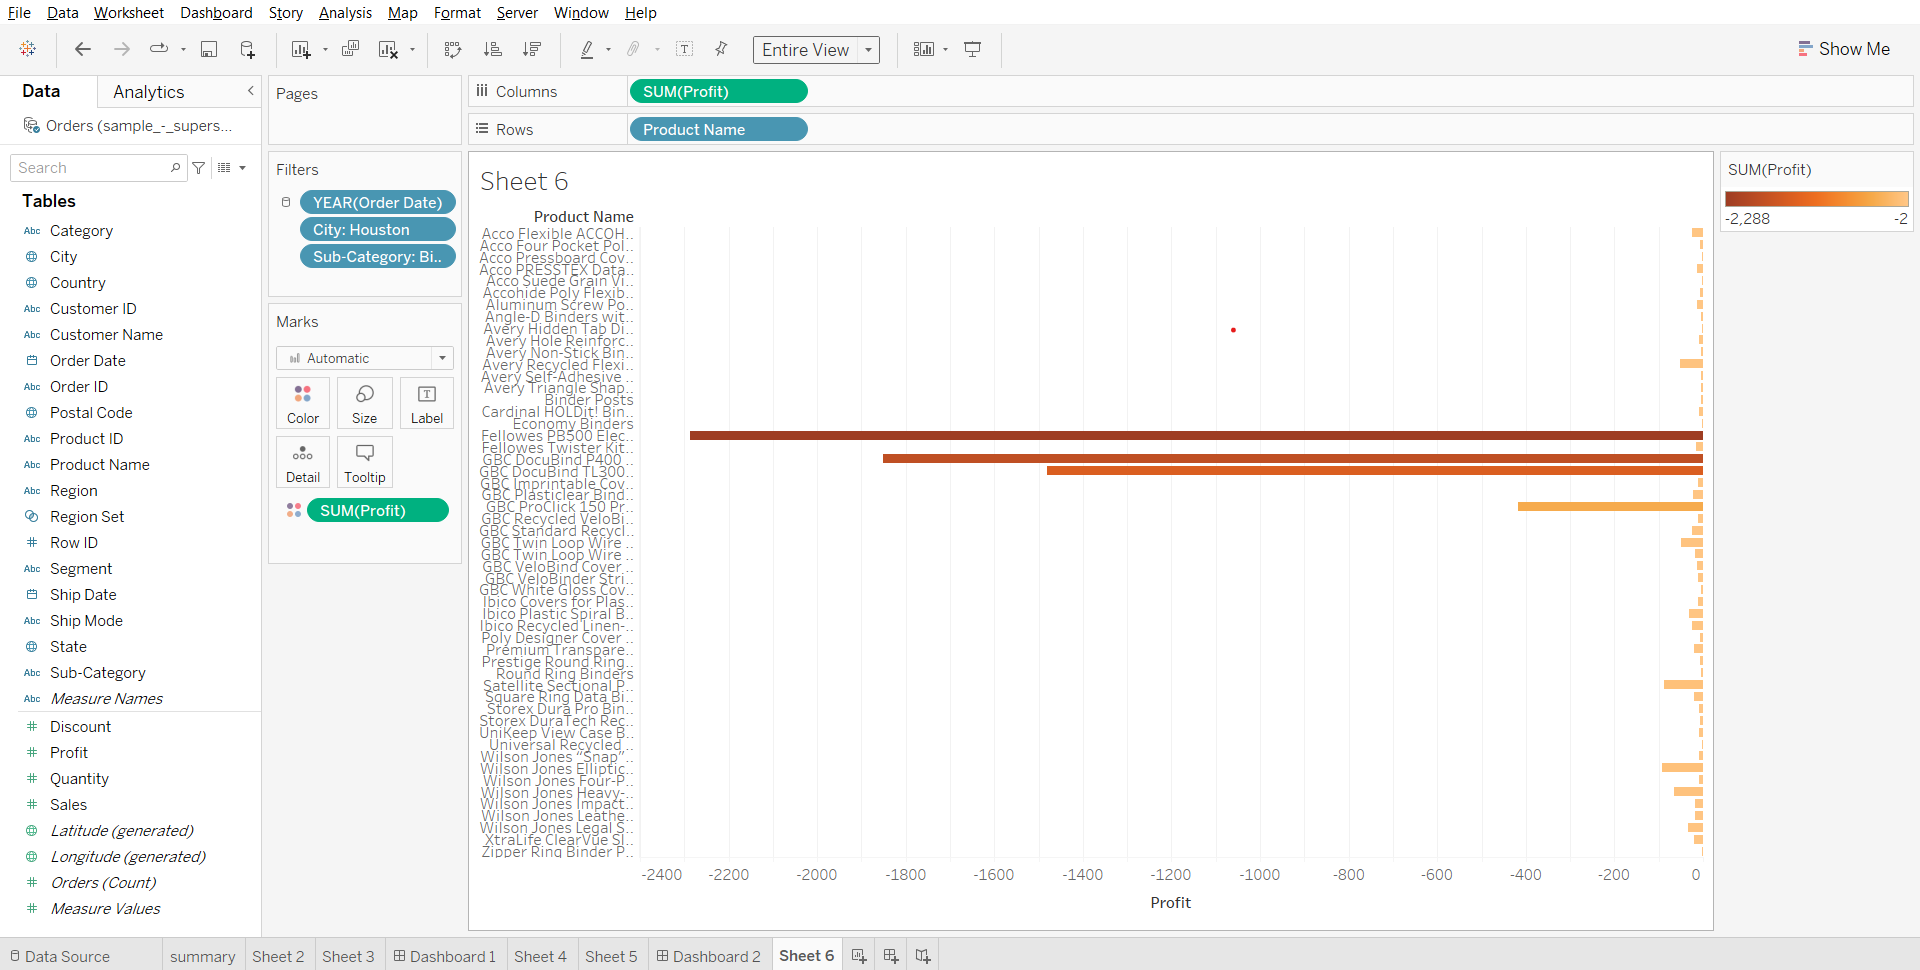 File Data Worksheet Dashboard Story Analysis Map Format Server Window Help
Entire View
Show Me
Data Analytics
Orders (sample_-_supers...
Search
Tables
Abc Category
City
Country
Abc Customer ID
Abc Customer Name
Order Date
Abc Order ID
Postal Code
Abc Product ID
Abc Product Name
Abc Region
Region Set
# Row ID
Abc Segment
Ship Date
Abc Ship Mode
State
Abc Sub-Category
Abc Measure Names
# Discount
# Profit
# Quantity
# Sales
Latitude (generated)
Longitude (generated)
# Orders (Count)
# Measure Values
Pages
Filters
YEAR(Order Date)
City: Houston
Sub-Category: Bi..
Marks
Automatic
Color Size Label
Detail Tooltip
SUM(Profit)
Columns SUM(Profit)
Rows Product Name
Sheet 6
Product Name
Acco Flexible ACCOH..
Acco Four Pocket Pol..
Acco Pressboard Cov..
Acco PRESSTEX Data..
Acco Suede Grain Vi..
Accohide Poly Flexib..
Aluminum Screw Po..
Angle-D Binders wit..
Avery Hidden Tab Di..
Avery Hole Reinforc..
Avery Non-Stick Bin..
Avery Recycled Flexi..
Avery Self-Adhesive ..
Avery Triangle Shap..
Binder Posts
Cardinal HOLDit! Bin..
Economy Binders
Fellowes PB500 Elec..
Fellowes Twister Kit..
GBC DocuBind P400 ..
GBC DocuBind TL300..
GBC Imprintable Cov..
GBC Plasticlear Bind..
GBC ProClick 150 Pr..
GBC Recycled VeloBi..
GBC Standard Recycl..
GBC Twin Loop Wire ..
GBC Twin Loop Wire ..
GBC VeloBind Cover ..
GBC VeloBinder Stri..
GBC White Gloss Cov..
Ibico Covers for Plas..
Ibico Plastic Spiral B..
Ibico Recycled Linen-..
Poly Designer Cover ..
Premium Transpare..
Prestige Round Ring..
Round Ring Binders
Satellite Sectional P..
Square Ring Data Bi..
Storex Dura Pro Bin..
Storex DuraTech Rec..
UniKeep View Case B..
Universal Recycled ..
Wilson Jones “Snap” ..
Wilson Jones Elliptic..
Wilson Jones Four-P..
Wilson Jones Heavy-..
Wilson Jones Impact..
Wilson Jones Leathe..
Wilson Jones Legal S..
XtraLife ClearVue Sl..
Zipper Ring Binder P..
-2400 -2200 -2000 -1800 -1600 -1400 -1200 -1000 -800 -600 -400 -200 0
Profit
SUM(Profit)
-2,288 -2
Data Source summary Sheet 2 Sheet 3 Dashboard 1 Sheet 4 Sheet 5 Dashboard 2 Sheet 6